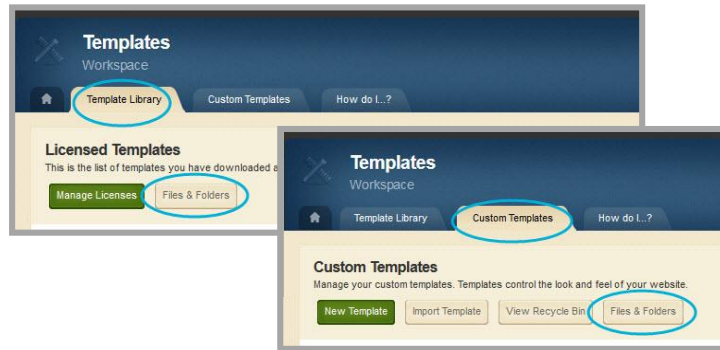 Templates
Workspace
Template Library Custom Templates How do I...?
Licensed Templates
This is the list of templates you have downloaded a
Manage Licenses Files & Folders
Templates
Workspace
Template Library Custom Templates How do I...?
Custom Templates
Manage your custom templates. Templates control the look and feel of your website.
New Template Import Template View Recycle Bin Files & Folders